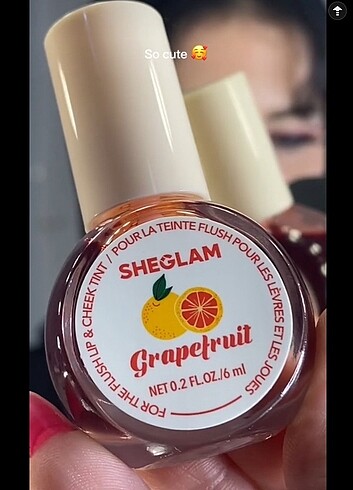 So cute 🥰
FOR THE FLUSH LIP & CHEEK TINT / POUR LA TEINTE FLUSH POUR LES LÈVRES ET LES JOUES
SHEGLAM
Grapefruit
NET 0.2 FL.OZ./6 ml